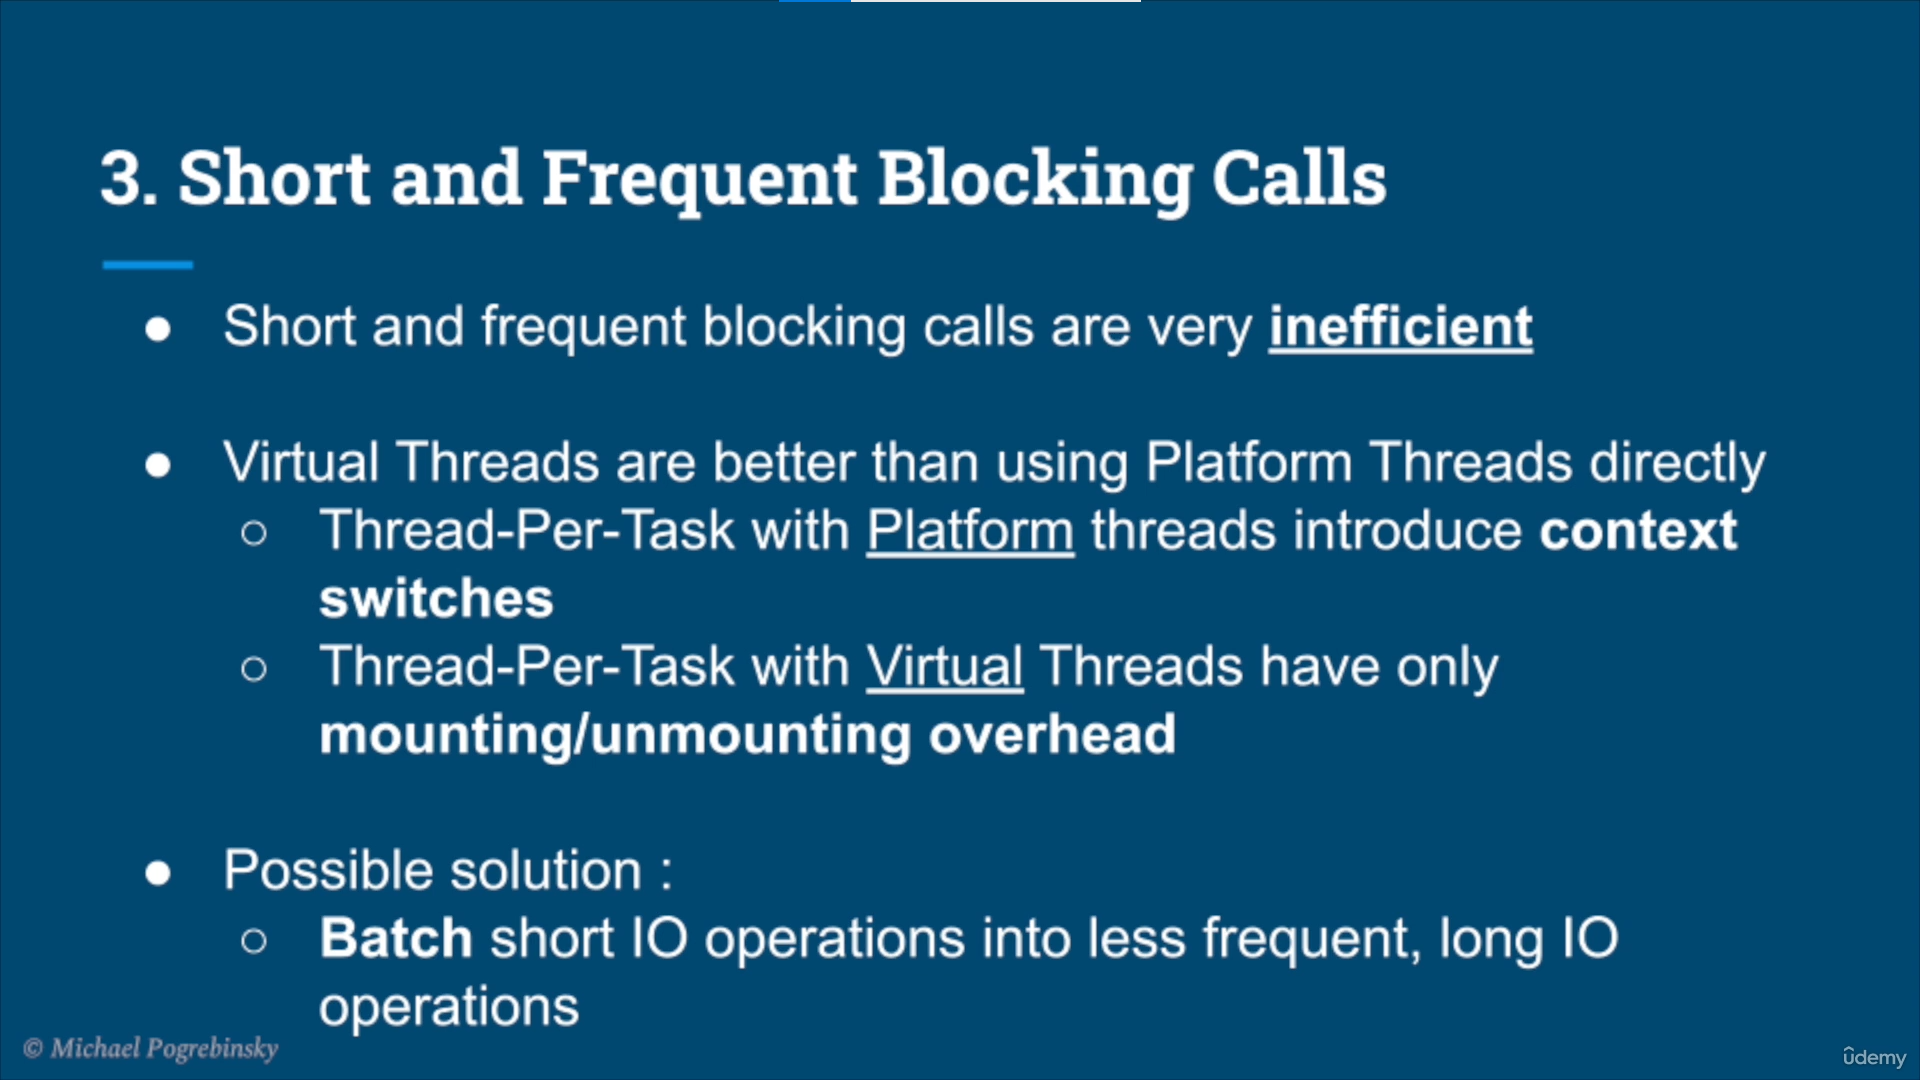 3. Short and Frequent Blocking Calls
● Short and frequent blocking calls are very inefficient
● Virtual Threads are better than using Platform Threads directly
○ Thread-Per-Task with Platform threads introduce context
switches
○ Thread-Per-Task with Virtual Threads have only
mounting/unmounting overhead
● Possible solution :
○ Batch short IO operations into less frequent, long IO
operations
© Michael Pogrebinsky
ûdemy